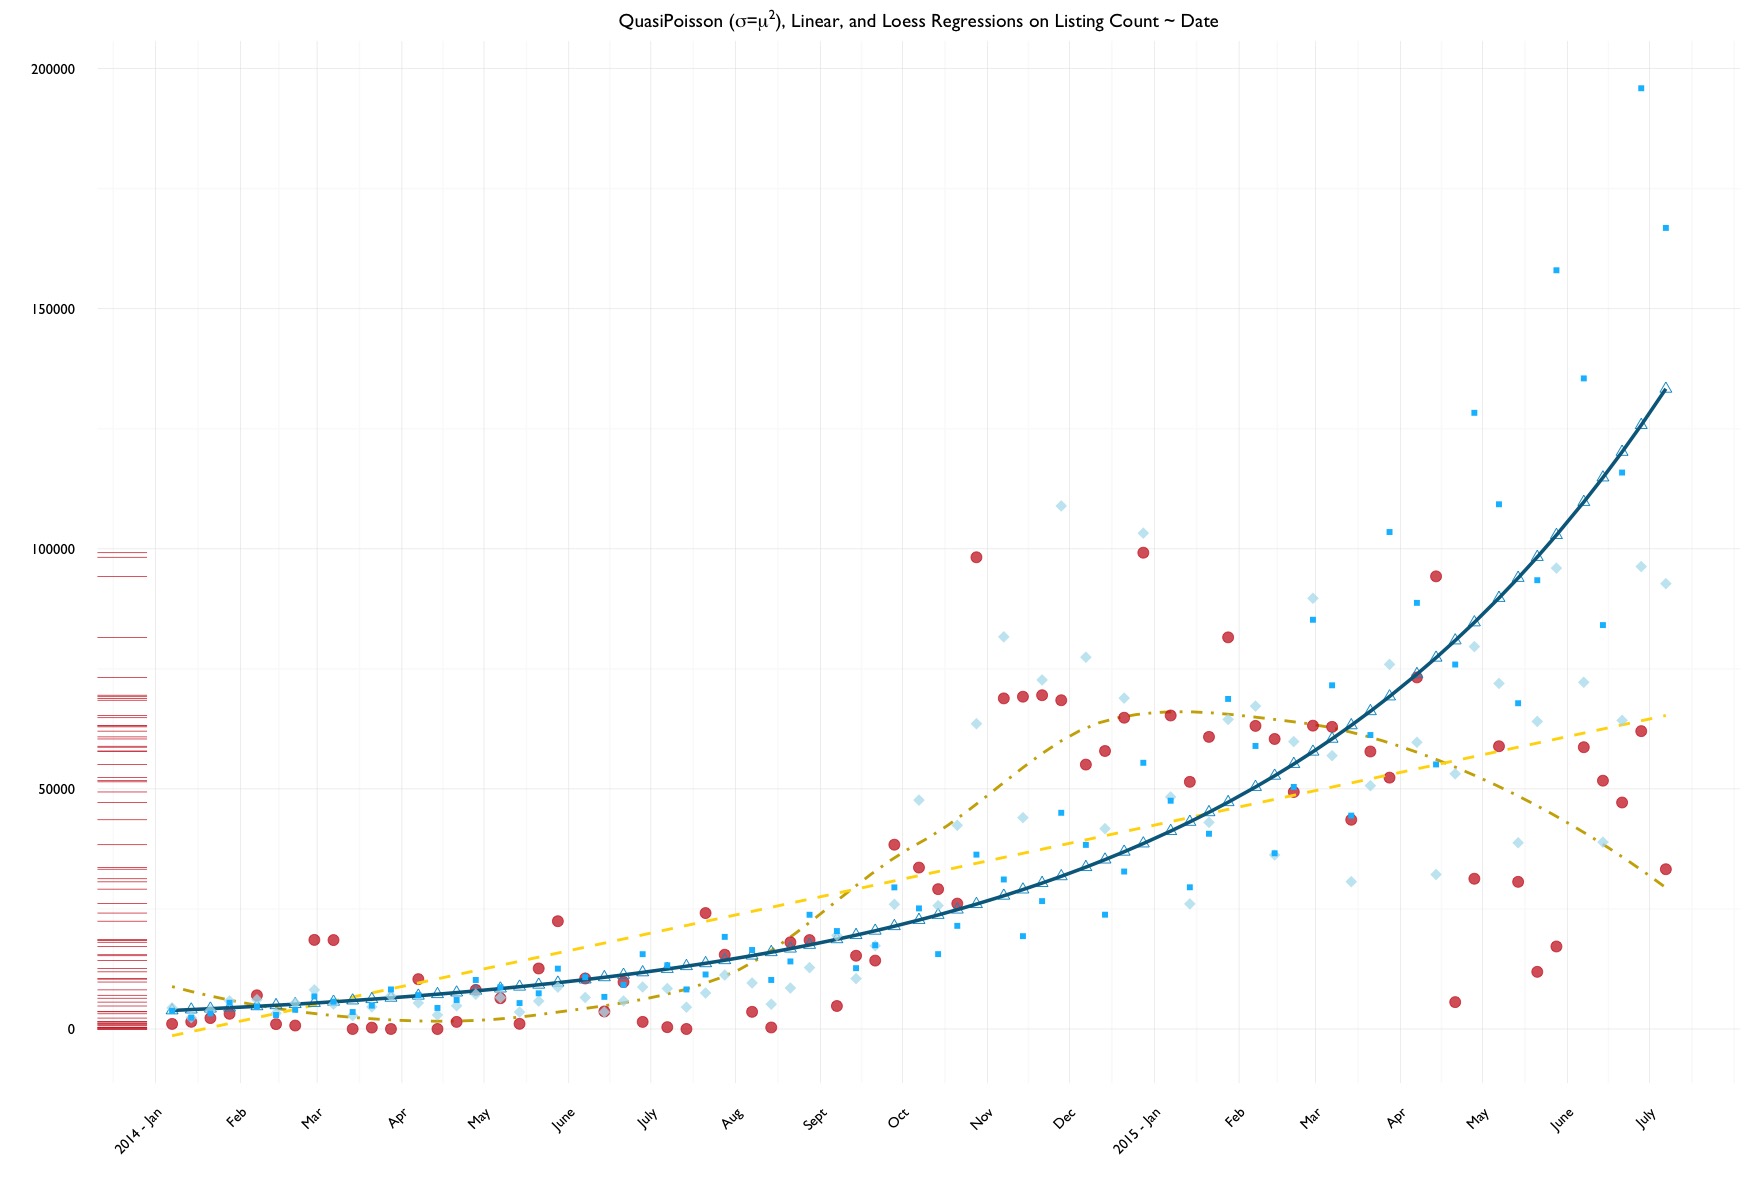 QuasiPoisson (σ=μ²), Linear, and Loess Regressions on Listing Count ~ Date
200000
150000
100000
50000
0
2014 - Jan
Feb
Mar
Apr
May
June
July
Aug
Sept
Oct
Nov
Dec
2015 - Jan
Feb
Mar
Apr
May
June
July